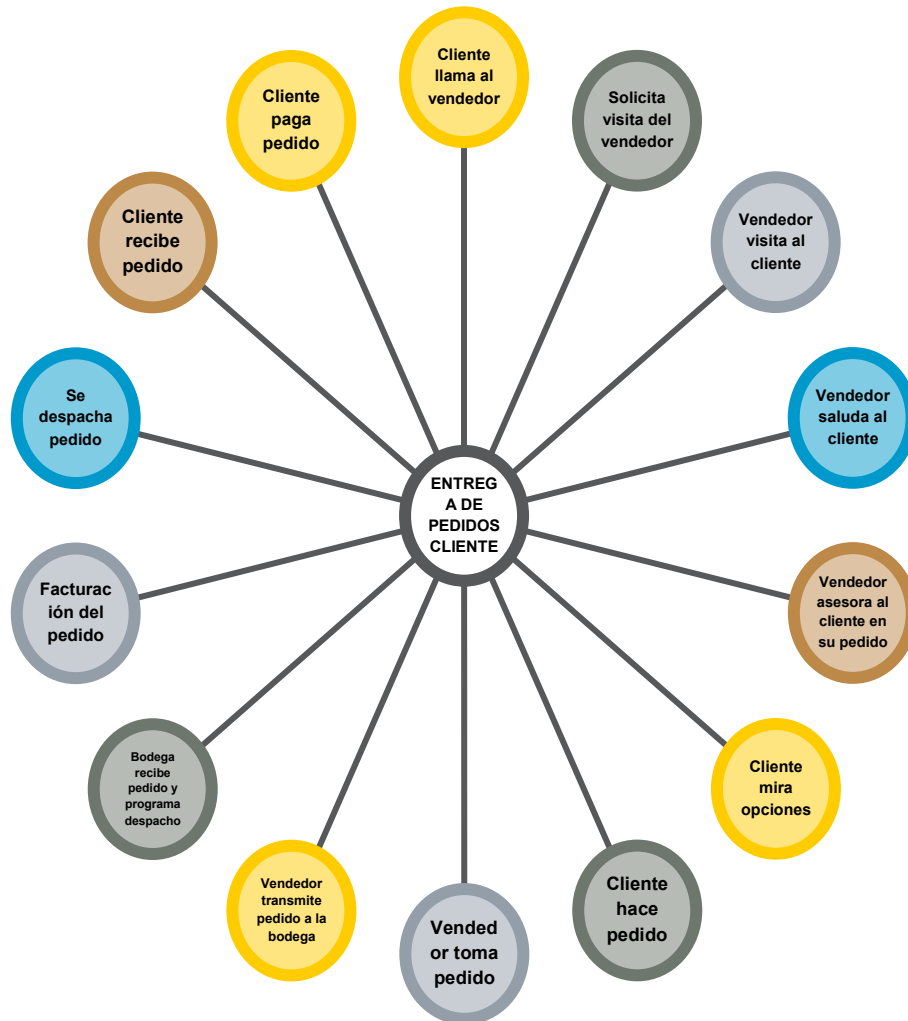 Cliente
llama al
vendedor
Solicita
visita del
vendedor
Vendedor
visita al
cliente
Vendedor
saluda al
cliente
Vendedor
asesora al
cliente en
su pedido
Cliente
mira
opciones
Cliente
hace
pedido
Vended
or toma
pedido
Vendedor
transmite
pedido a la
bodega
Bodega
recibe
pedido y
programa
despacho
Facturac
ión del
pedido
Se
despacha
pedido
Cliente
recibe
pedido
Cliente
paga
pedido
ENTREG
A DE
PEDIDOS
CLIENTE